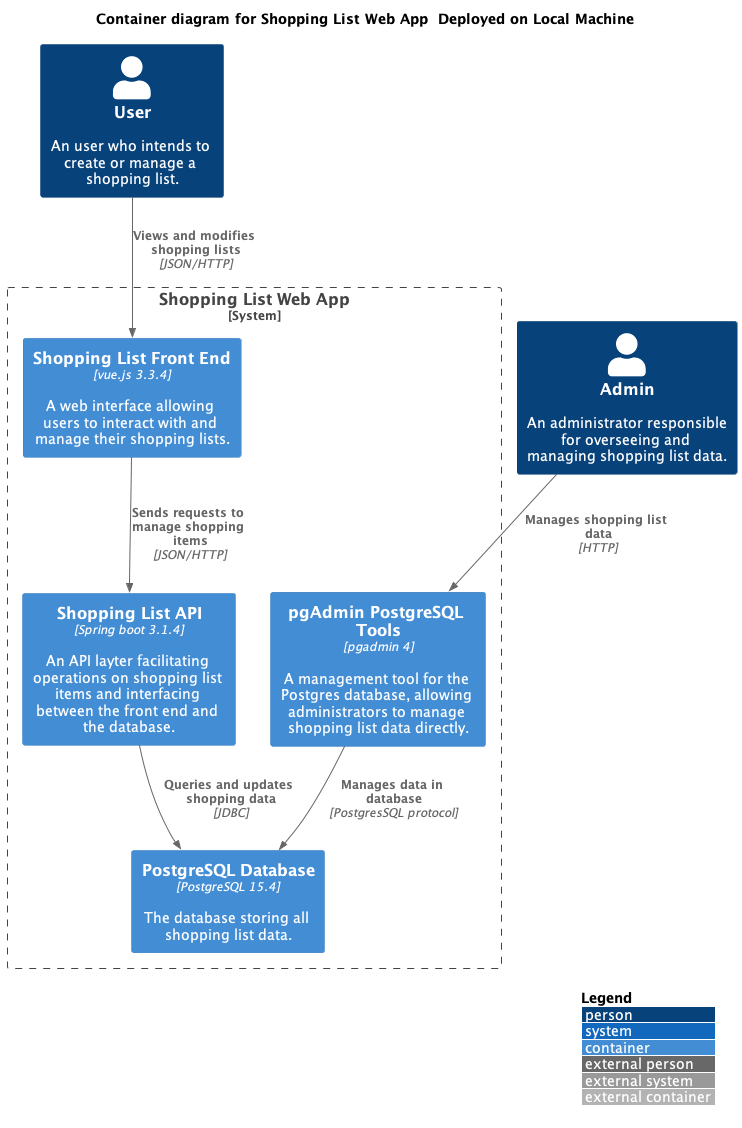 Container diagram for Shopping List Web App  Deployed on Local Machine
User
An user who intends to
create or manage a
shopping list.
Views and modifies
shopping lists
[JSON/HTTP]
Shopping List Web App
[System]
Shopping List Front End
[vue.js 3.3.4]
A web interface allowing
users to interact with and
manage their shopping lists.
Admin
An administrator responsible
for overseeing and
managing shopping list data.
Sends requests to
manage shopping
items
[JSON/HTTP]
Manages shopping list
data
[HTTP]
Shopping List API
[Spring boot 3.1.4]
An API layter facilitating
operations on shopping list
items and interfacing
between the front end and
the database.
pgAdmin PostgreSQL
Tools
[pgadmin 4]
A management tool for the
Postgres database, allowing
administrators to manage
shopping list data directly.
Queries and updates
shopping data
[JDBC]
Manages data in
database
[PostgresSQL protocol]
PostgreSQL Database
[PostgreSQL 15.4]
The database storing all
shopping list data.
Legend
person
system
container
external person
external system
external container